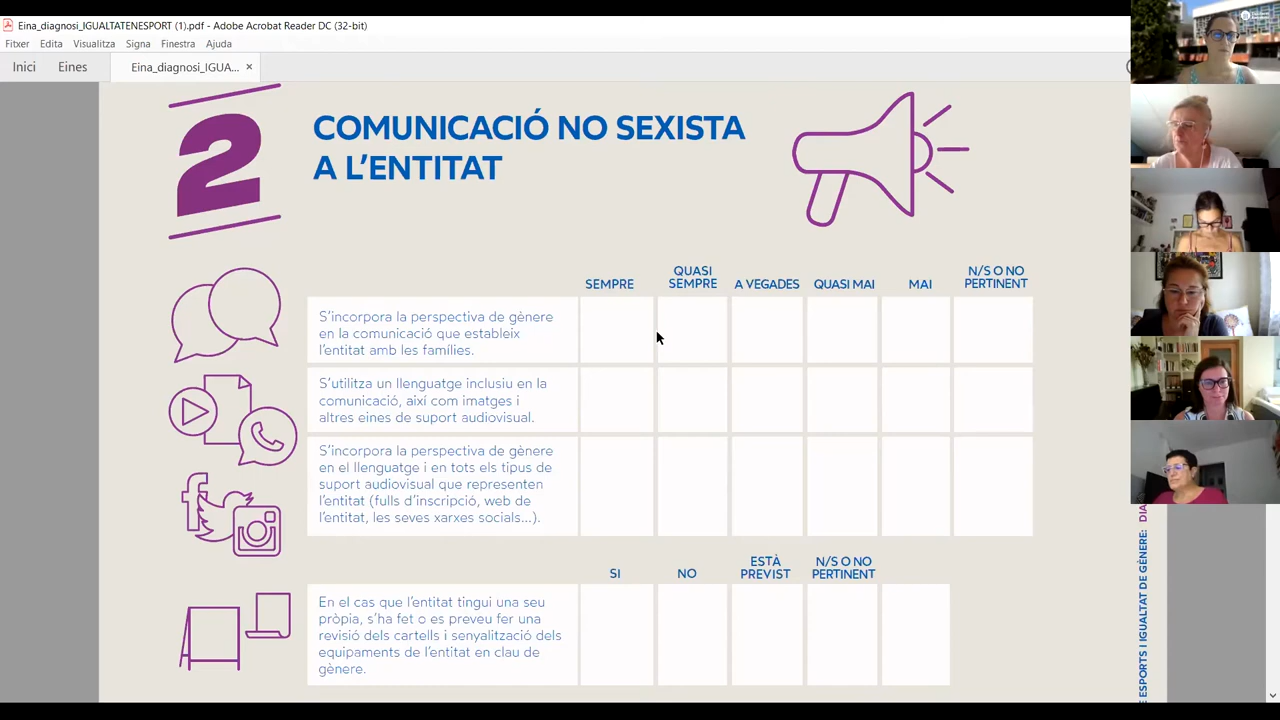 Eina_diagnosi_IGUALTATENESPORT (1).pdf - Adobe Acrobat Reader DC (32-bit)
Fitxer Edita Visualitza Signa Finestra Ajuda
Inici Eines Eina_diagnosi_IGUA... ×
2
COMUNICACIÓ NO SEXISTA
A L'ENTITAT
SEMPRE
QUASI
SEMPRE
A VEGADES
QUASI MAI
MAI
N/S O NO
PERTINENT
S'incorpora la perspectiva de gènere
en la comunicació que estableix
l'entitat amb les famílies.
S'utilitza un llenguatge inclusiu en la
comunicació, així com imatges i
altres eines de suport audiovisual.
S'incorpora la perspectiva de gènere
en el llenguatge i en tots els tipus de
suport audiovisual que representen
l'entitat (fulls d'inscripció, web de
l'entitat, les seves xarxes socials...).
SI
NO
ESTÀ
PREVIST
N/S O NO
PERTINENT
En el cas que l'entitat tingui una seu
pròpia, s'ha fet o es preveu fer una
revisió dels cartells i senyalització dels
equipaments de l'entitat en clau de
gènere.
E ESPORTS I IGUALTAT DE GÈNERE: DIA